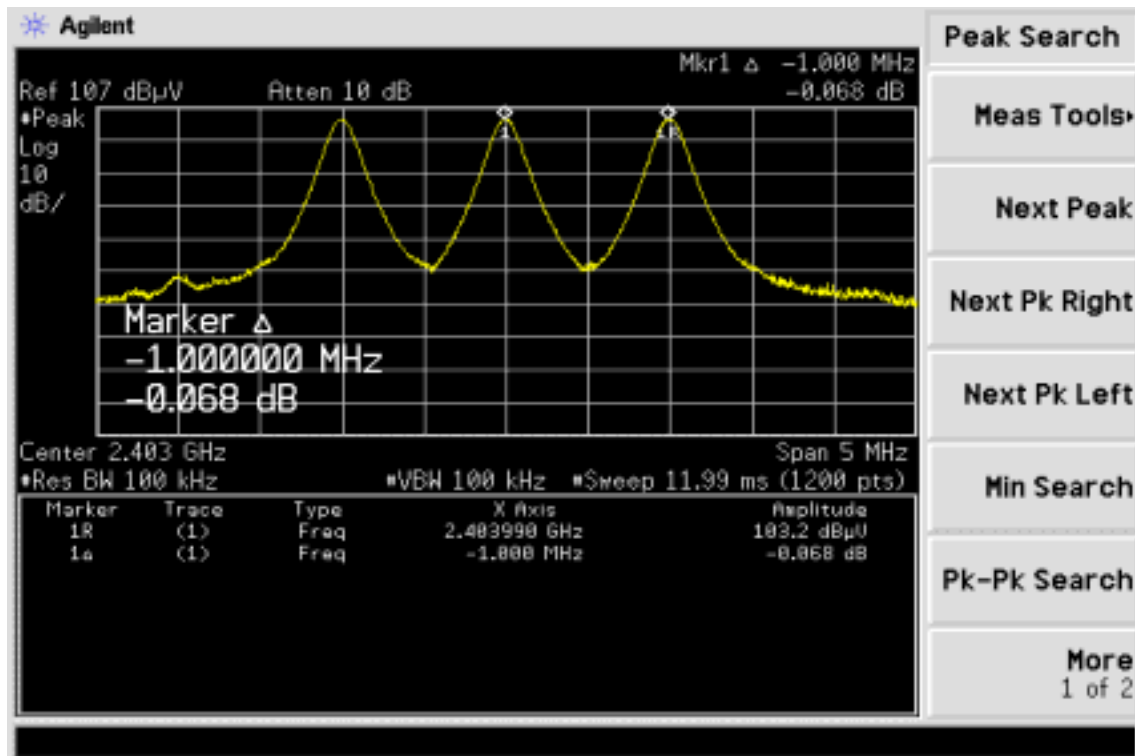 Agilent
Peak Search
Mkr1 Δ -1.000 MHz
Ref 107 dBµV Atten 10 dB -0.068 dB
#Peak
Log
10
dB/
1
1R
Marker Δ
-1.000000 MHz
-0.068 dB
Center 2.403 GHz Span 5 MHz
#Res BW 100 kHz #VBW 100 kHz #Sweep 11.99 ms (1200 pts)
Marker Trace Type X Axis Amplitude
1R (1) Freq 2.403990 GHz 103.2 dBµV
1Δ (1) Freq -1.000 MHz -0.068 dB
Meas Tools
Next Peak
Next Pk Right
Next Pk Left
Min Search
Pk-Pk Search
More
1 of 2